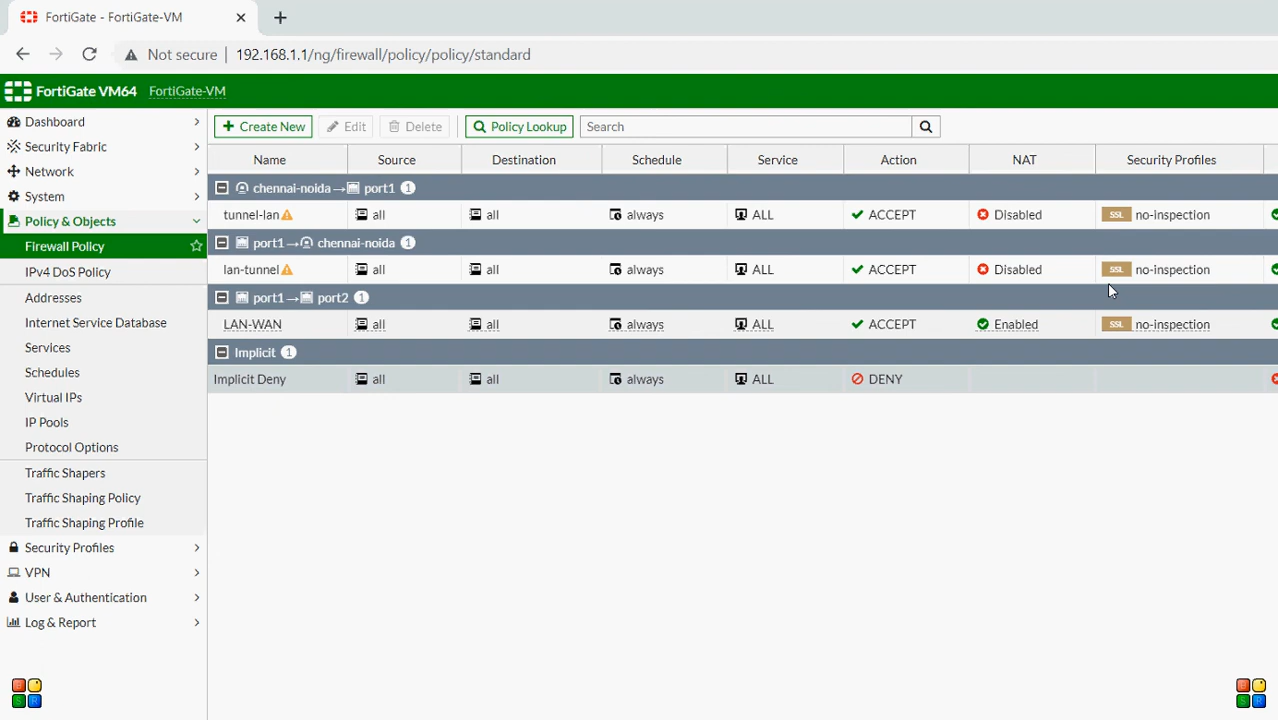 FortiGate - FortiGate-VM
Not secure 192.168.1.1/ng/firewall/policy/policy/standard
FortiGate VM64 FortiGate-VM
Dashboard
Security Fabric
Network
System
Policy & Objects
Firewall Policy
IPv4 DoS Policy
Addresses
Internet Service Database
Services
Schedules
Virtual IPs
IP Pools
Protocol Options
Traffic Shapers
Traffic Shaping Policy
Traffic Shaping Profile
Security Profiles
VPN
User & Authentication
Log & Report
Create New Edit Delete Policy Lookup Search
Name Source Destination Schedule Service Action NAT Security Profiles
chennai-noida → port1 1
tunnel-lan all all always ALL ACCEPT Disabled SSL no-inspection
port1 → chennai-noida 1
lan-tunnel all all always ALL ACCEPT Disabled SSL no-inspection
port1 → port2 1
LAN-WAN all all always ALL ACCEPT Enabled SSL no-inspection
Implicit 1
Implicit Deny all all always ALL DENY
B
S R
B
S R